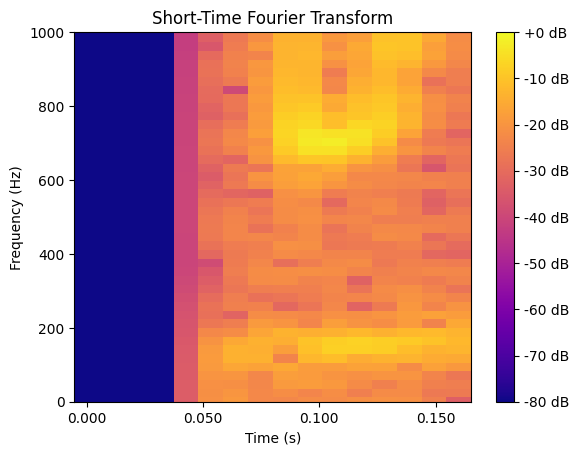 Short-Time Fourier Transform
Frequency (Hz)
1000
800
600
400
200
0
0.000
0.050
0.100
0.150
Time (s)
+0 dB
-10 dB
-20 dB
-30 dB
-40 dB
-50 dB
-60 dB
-70 dB
-80 dB